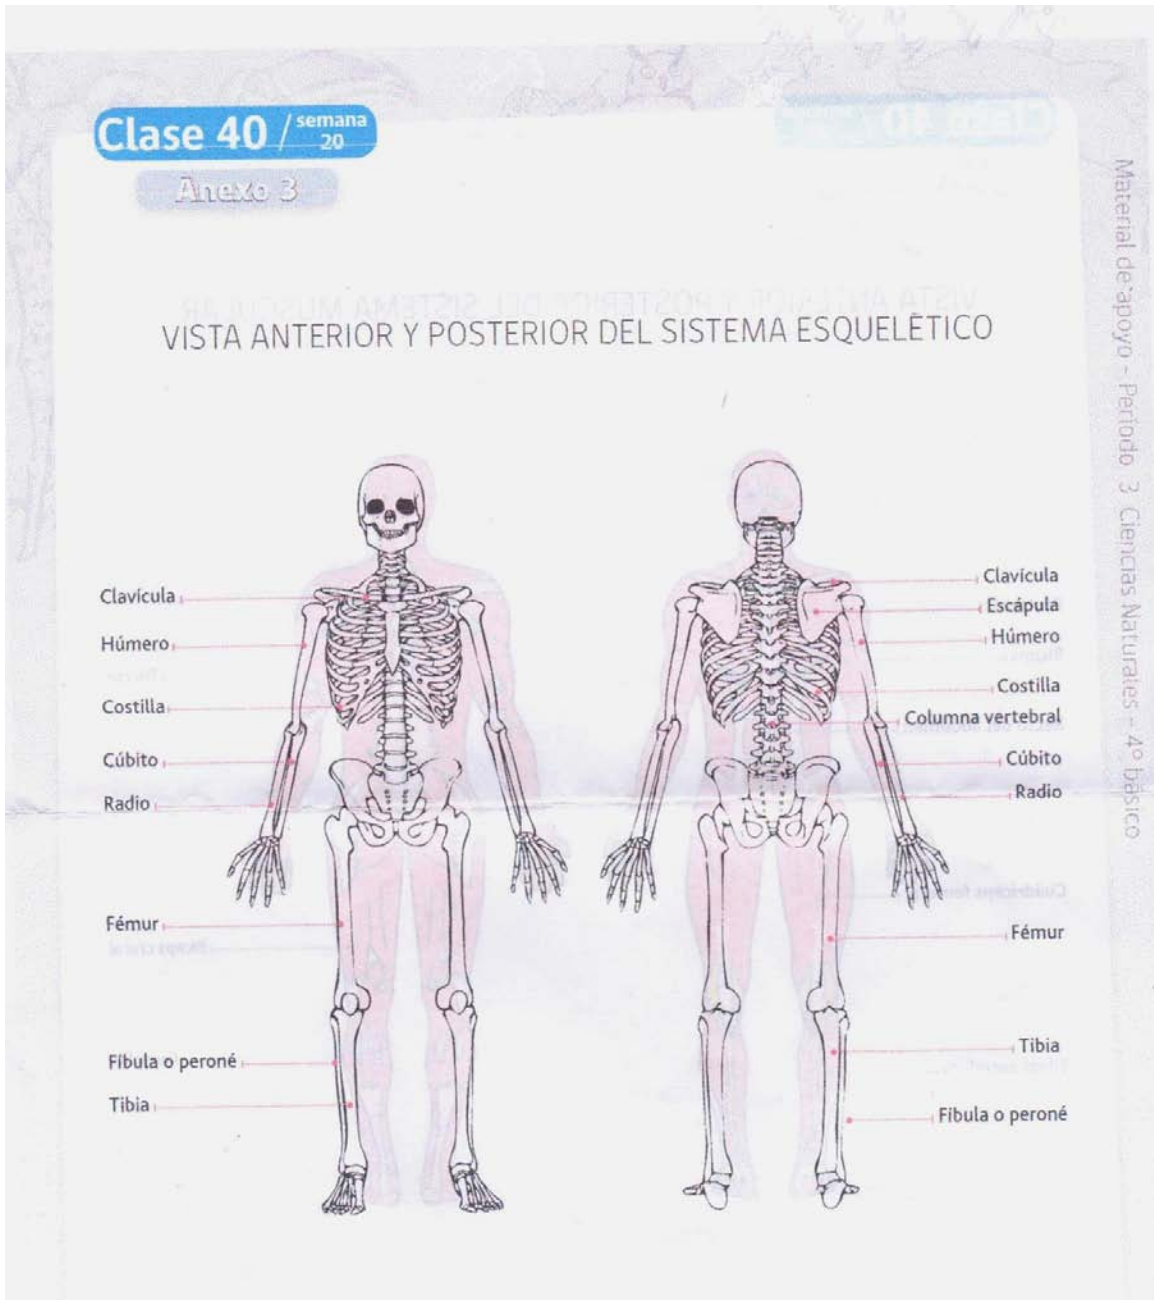 Clase 40 / semana 20
Anexo 3
VISTA ANTERIOR Y POSTERIOR DEL SISTEMA ESQUELÉTICO
Clavícula
Húmero
Costilla
Cúbito
Radio
Fémur
Fíbula o peroné
Tibia
Clavícula
Escápula
Húmero
Costilla
Columna vertebral
Cúbito
Radio
Fémur
Tibia
Fíbula o peroné
Material de apoyo - Período 3 Ciencias Naturales - 4º básico